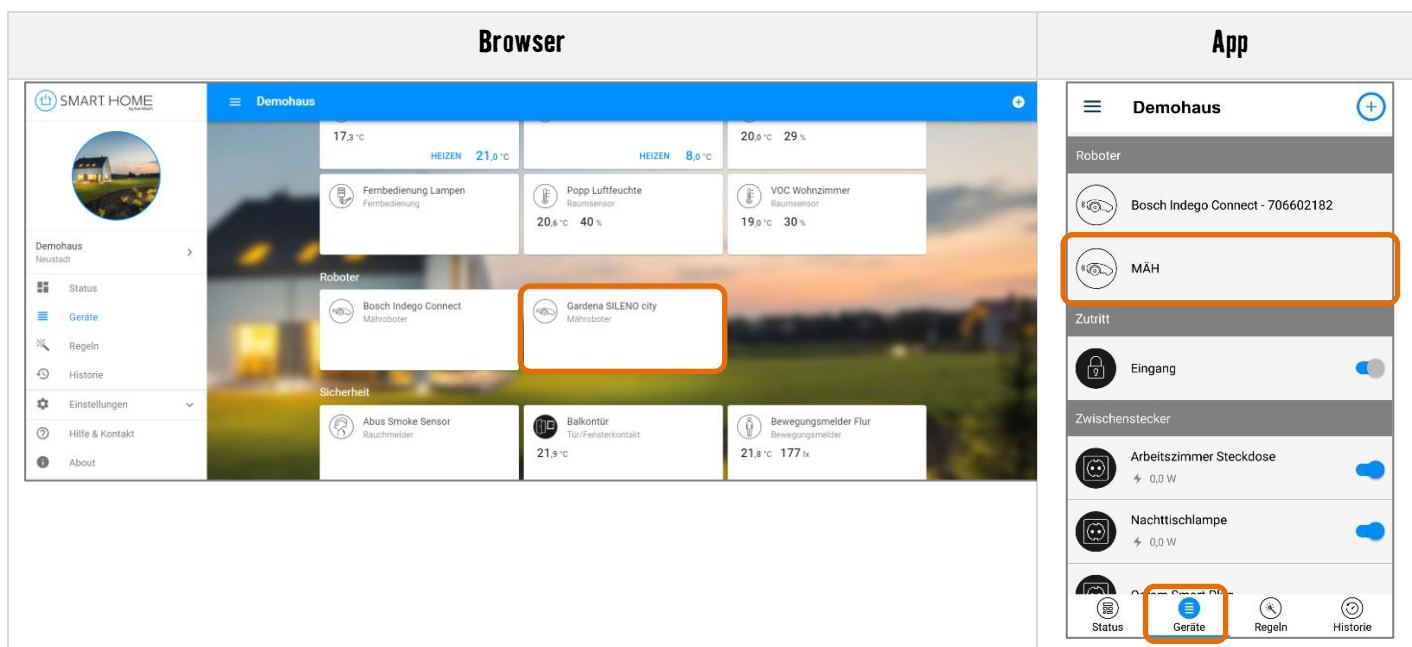 Browser
App
SMART HOME
by hornbach
Demohaus
Neustadt
Status
Geräte
Regeln
Historie
Einstellungen
Hilfe & Kontakt
About
Demohaus
17,3 °C
HEIZEN 21,0 °C
HEIZEN 8,0 °C
20,0 °C 29 %
Fernbedienung Lampen
Fernbedienung
Popp Luftfeuchte
Raumsensor
20,6 °C 40 %
VOC Wohnzimmer
Raumsensor
19,0 °C 30 %
Roboter
Bosch Indego Connect
Mähroboter
Gardena SILENO city
Mähroboter
Sicherheit
Abus Smoke Sensor
Rauchmelder
Balkontür
Tür/Fensterkontakt
21,9 °C
Bewegungsmelder Flur
Bewegungsmelder
21,8 °C 177 lx
Demohaus
Roboter
Bosch Indego Connect - 706602182
MÄH
Zutritt
Eingang
Zwischenstecker
Arbeitszimmer Steckdose
0,0 W
Nachttischlampe
0,0 W
Status
Geräte
Regeln
Historie